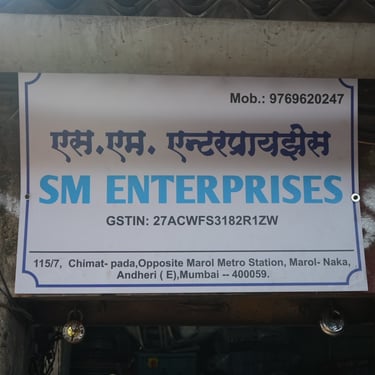 Mob.: 9769620247
एस.एम. एन्टरप्रायझेस
SM ENTERPRISES
GSTIN: 27ACWFS3182R1ZW
115/7, Chimat- pada,Opposite Marol Metro Station, Marol- Naka,
Andheri ( E),Mumbai -- 400059.